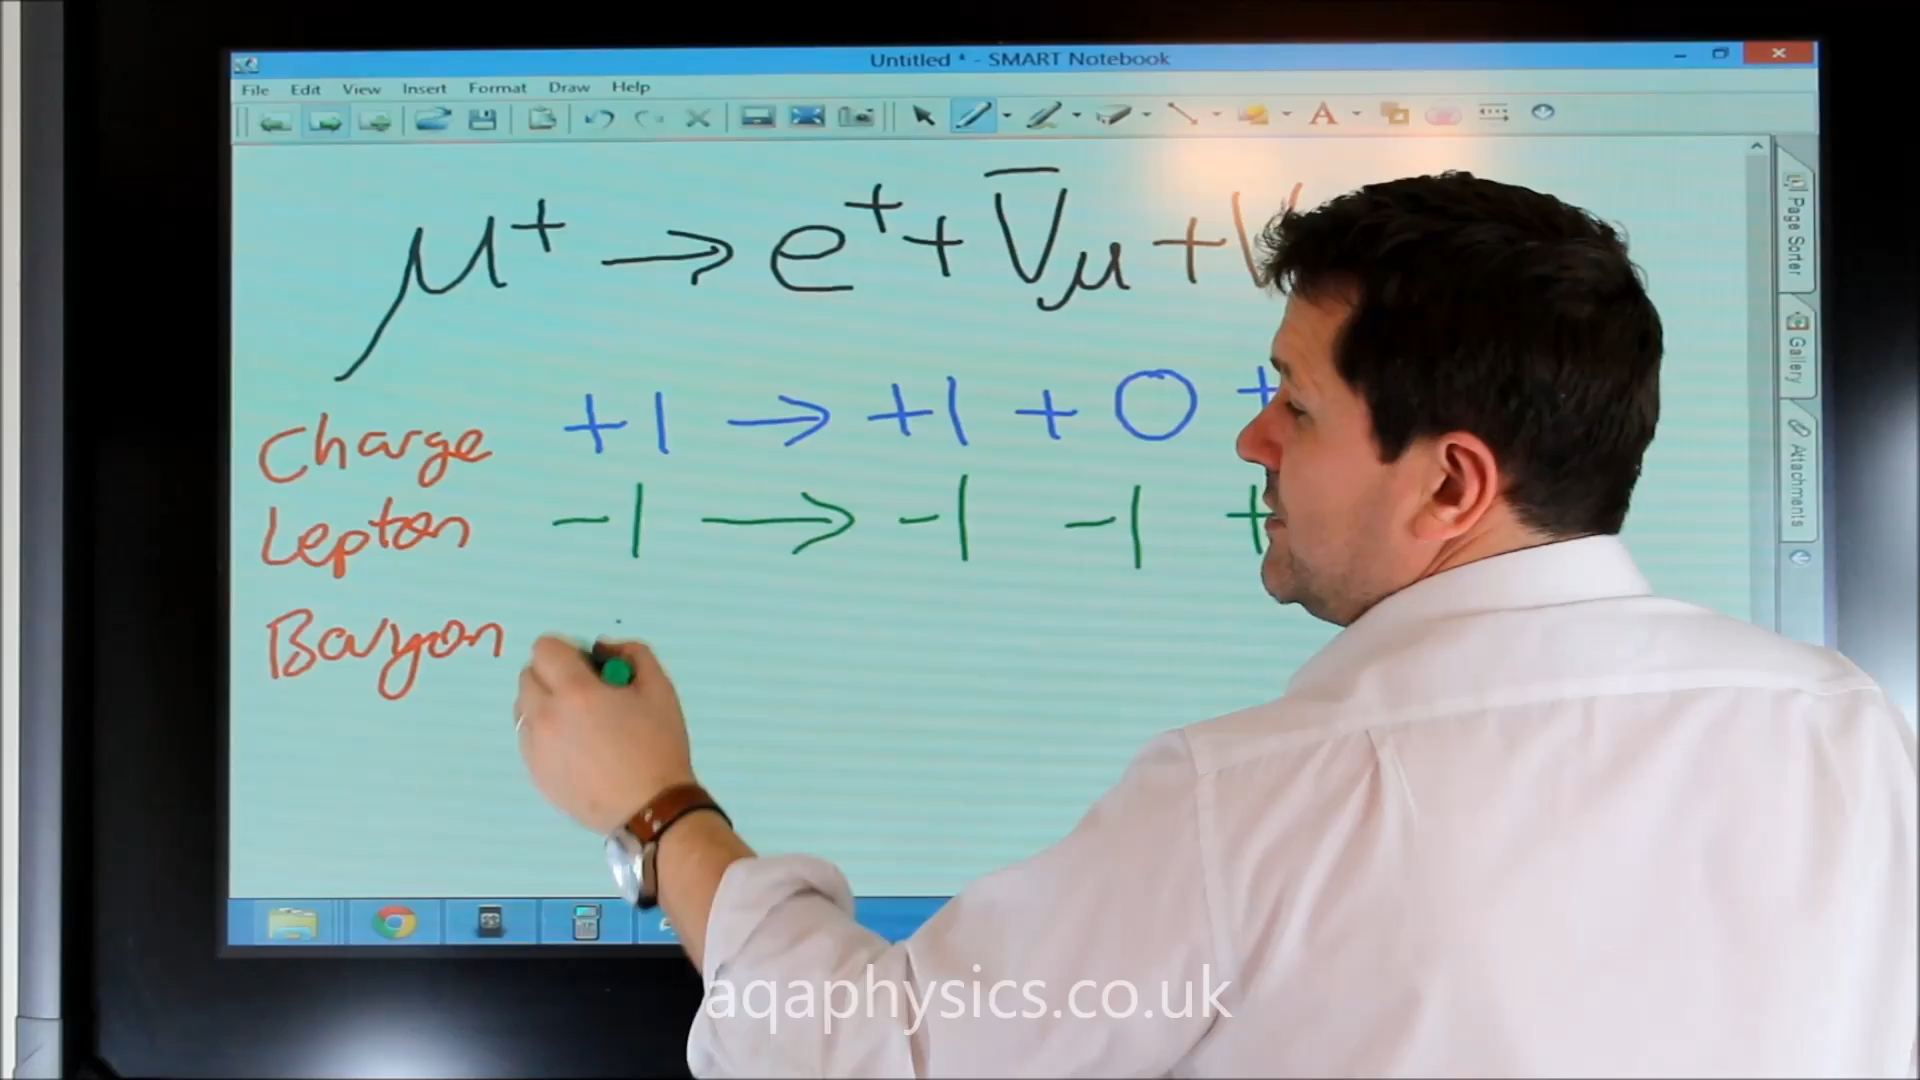 Untitled * - SMART Notebook
File Edit View Insert Format Draw Help
μ⁺ → e⁺ + ν̄μ + ν
Charge +1 → +1 + 0 +
Lepton -1 → -1 -1 +
Baryon
Page Sorter
Gallery
Attachments
aqaphysics.co.uk